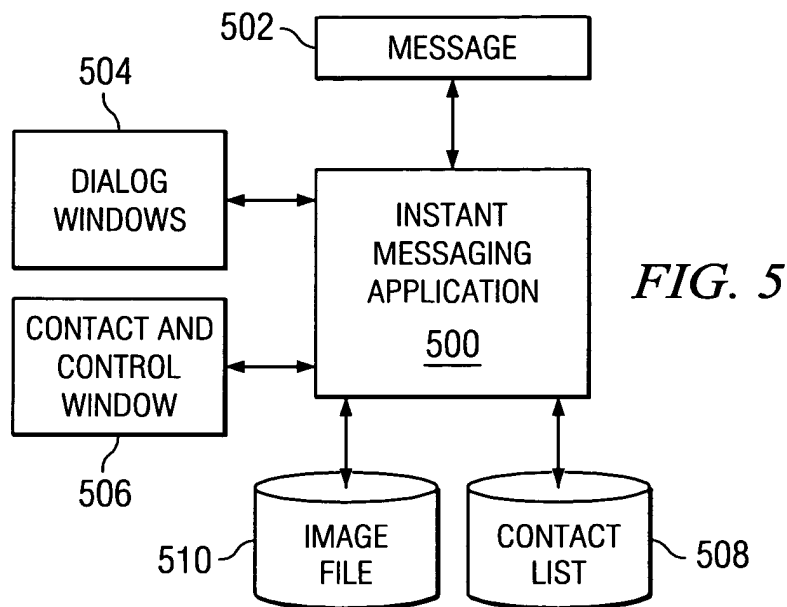 502
MESSAGE
504
DIALOG
WINDOWS
INSTANT
MESSAGING
APPLICATION
500
FIG. 5
CONTACT AND
CONTROL
WINDOW
506
510
IMAGE
FILE
CONTACT
LIST
508